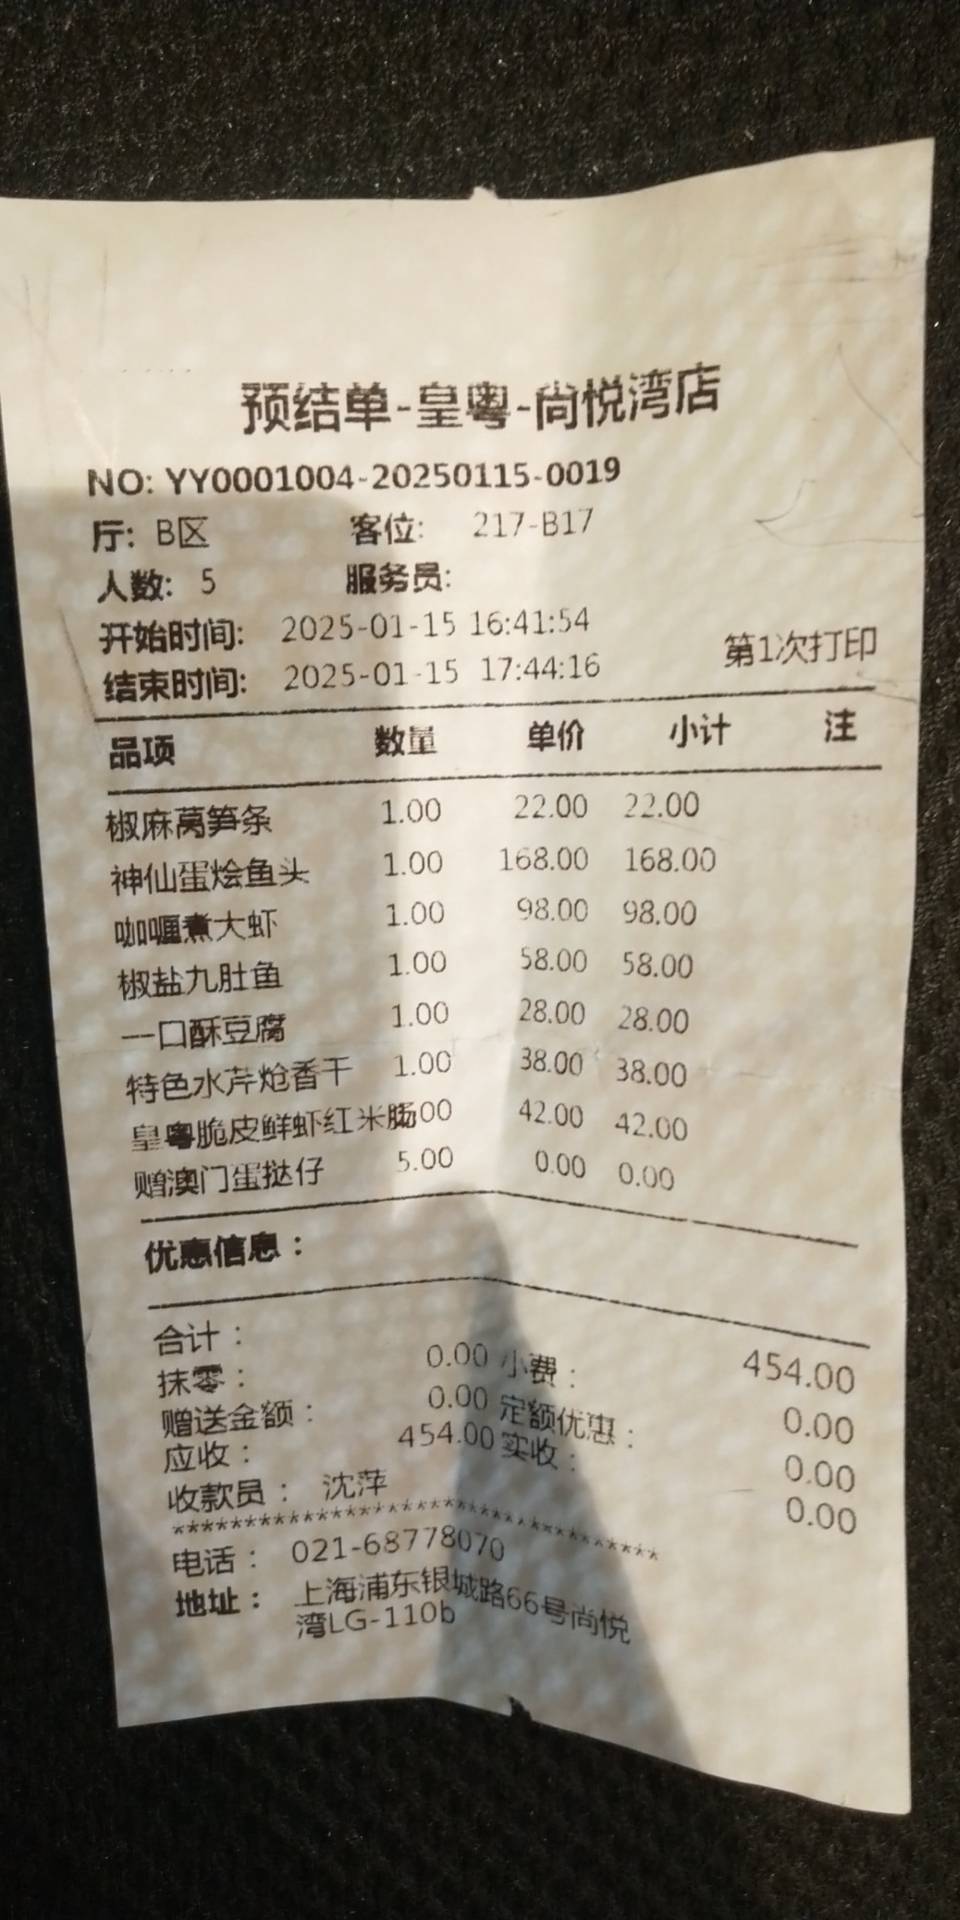 预结单-皇粤-尚悦湾店
NO: YY0001004-20250115-0019
厅: B区 客位: 217-B17
人数: 5 服务员:
开始时间: 2025-01-15 16:41:54
结束时间: 2025-01-15 17:44:16 第1次打印
品项 数量 单价 小计 注
椒麻莴笋条 1.00 22.00 22.00
神仙蛋烩鱼头 1.00 168.00 168.00
咖喱煮大虾 1.00 98.00 98.00
椒盐九肚鱼 1.00 58.00 58.00
一口酥豆腐 1.00 28.00 28.00
特色水芹炝香干 1.00 38.00 38.00
皇粤脆皮鲜虾红米肠 .00 42.00 42.00
赠澳门蛋挞仔 5.00 0.00 0.00
优惠信息：
合计： 454.00
抹零： 0.00 小费： 0.00
赠送金额： 0.00 定额优惠： 0.00
应收： 454.00 实收： 0.00
收款员： 沈萍
**********************************
电话： 021-68778070
地址： 上海浦东银城路66号尚悦
湾LG-110b